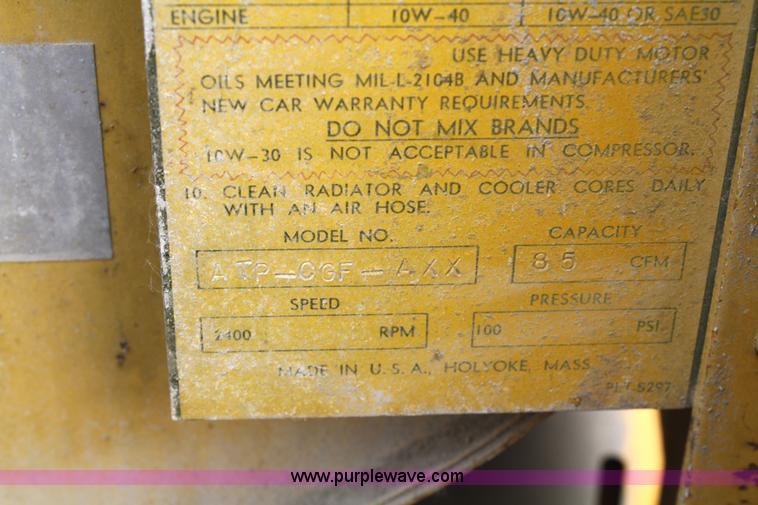 ENGINE 10W-40 10W-40 OR SAE30
USE HEAVY DUTY MOTOR
OILS MEETING MIL-L-2104B AND MANUFACTURERS'
NEW CAR WARRANTY REQUIREMENTS.
DO NOT MIX BRANDS
10W-30 IS NOT ACCEPTABLE IN COMPRESSOR.
10. CLEAN RADIATOR AND COOLER CORES DAILY
WITH AN AIR HOSE.
MODEL NO. CAPACITY
ATP-CGF-AXX 85 CFM
SPEED PRESSURE
2400 RPM 100 PSI.
MADE IN U.S.A., HOLYOKE, MASS.
www.purplewave.com